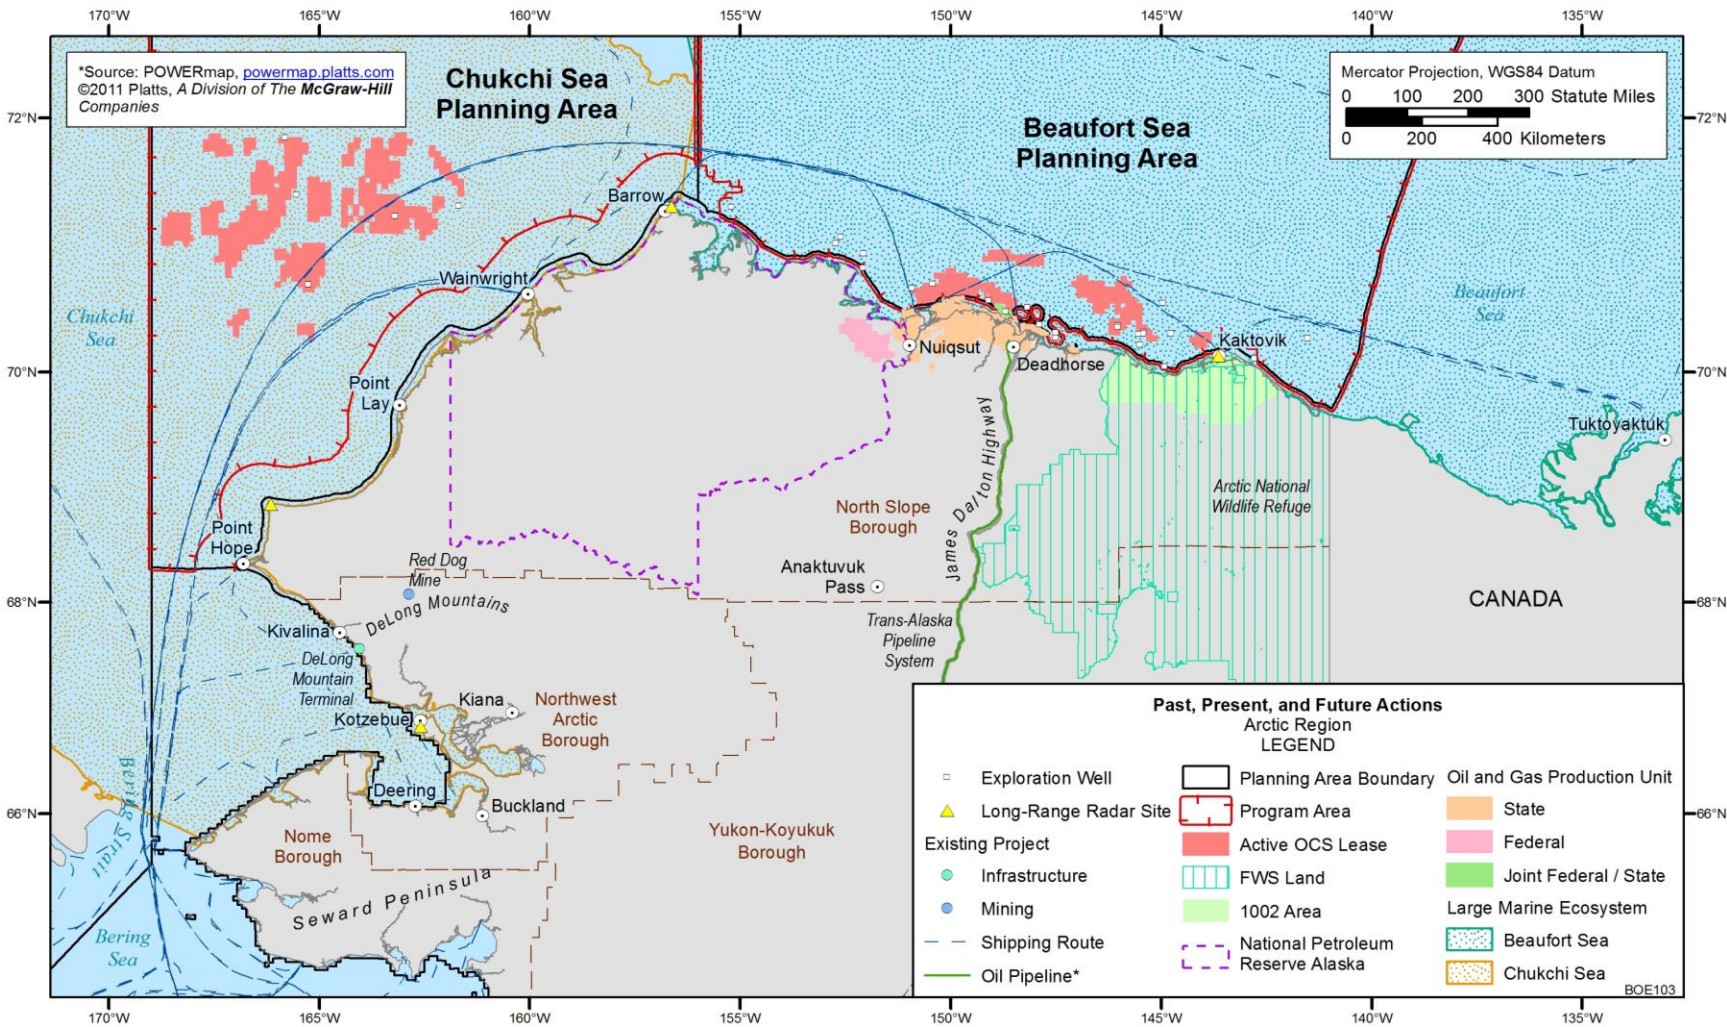 170°W 165°W 160°W 155°W 150°W 145°W 140°W 135°W
*Source: POWERmap, powermap.platts.com
©2011 Platts, A Division of The McGraw-Hill
Companies
Chukchi Sea
Planning Area
Beaufort Sea
Planning Area
Mercator Projection, WGS84 Datum
0 100 200 300 Statute Miles
0 200 400 Kilometers
72°N
72°N
Barrow
Wainwright
Chukchi
Sea
Beaufort
Sea
Nuiqsut
Deadhorse
Kaktovik
70°N
70°N
Point
Lay
Tuktoyaktuk
James Dalton Highway
North Slope
Borough
Arctic National
Wildlife Refuge
Point
Hope
Red Dog
Mine
DeLong Mountains
Anaktuvuk
Pass
CANADA
68°N
68°N
Kivalina
Trans-Alaska
Pipeline
System
DeLong
Mountain
Terminal
Kotzebue
Kiana
Northwest
Arctic
Borough
Bering Strait
Deering
Buckland
66°N
66°N
Nome
Borough
Yukon-Koyukuk
Borough
Seward Peninsula
Bering
Sea
Past, Present, and Future Actions
Arctic Region
LEGEND
Exploration Well
Long-Range Radar Site
Existing Project
Infrastructure
Mining
Shipping Route
Oil Pipeline*
Planning Area Boundary
Program Area
Active OCS Lease
FWS Land
1002 Area
National Petroleum
Reserve Alaska
Oil and Gas Production Unit
State
Federal
Joint Federal / State
Large Marine Ecosystem
Beaufort Sea
Chukchi Sea
BOE103
170°W 165°W 160°W 155°W 150°W 145°W 140°W 135°W